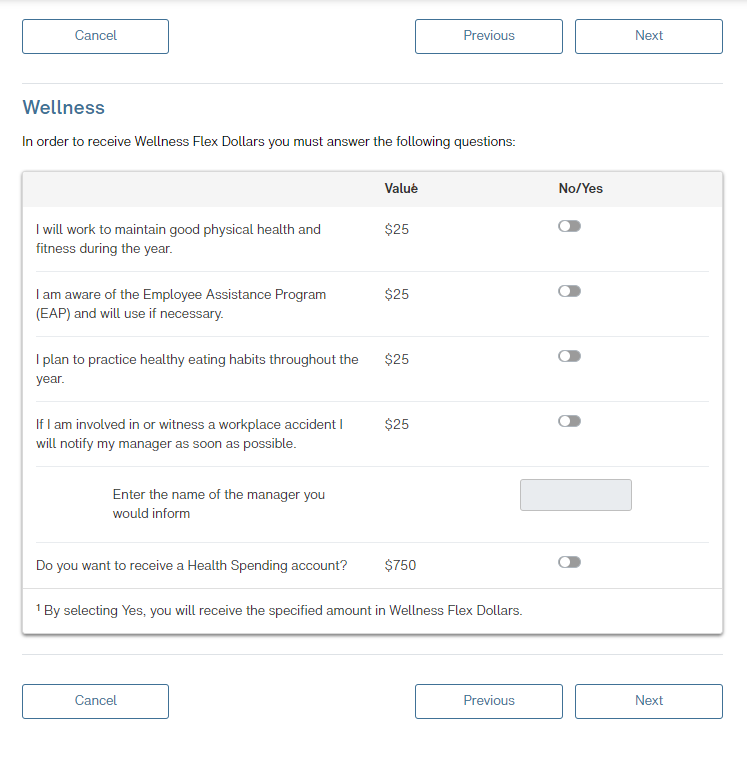 Cancel Previous Next
Wellness
In order to receive Wellness Flex Dollars you must answer the following questions:
Value¹ No/Yes
I will work to maintain good physical health and $25
fitness during the year.
I am aware of the Employee Assistance Program $25
(EAP) and will use if necessary.
I plan to practice healthy eating habits throughout the $25
year.
If I am involved in or witness a workplace accident I $25
will notify my manager as soon as possible.
Enter the name of the manager you
would inform
Do you want to receive a Health Spending account? $750
¹ By selecting Yes, you will receive the specified amount in Wellness Flex Dollars.
Cancel Previous Next